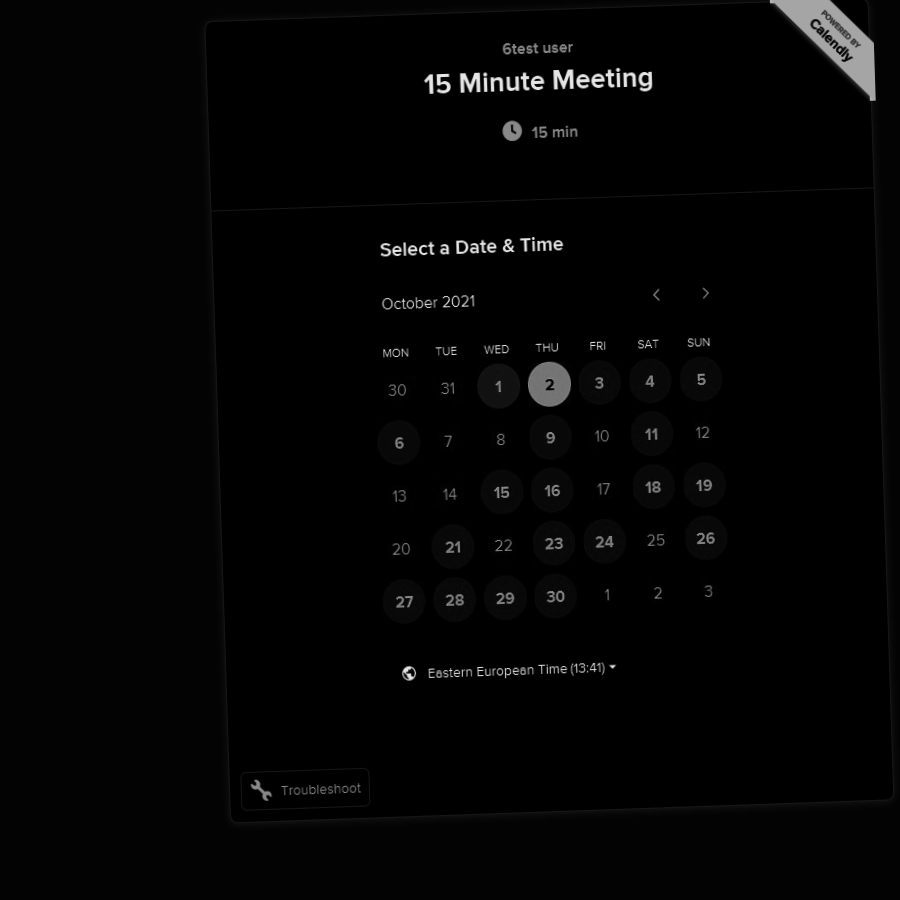 POWERED BY
Calendly
6test user
15 Minute Meeting
15 min
Select a Date & Time
October 2021
MON TUE WED THU FRI SAT SUN
30 31 1 2 3 4 5
6 7 8 9 10 11 12
13 14 15 16 17 18 19
20 21 22 23 24 25 26
27 28 29 30 1 2 3
Eastern European Time (13:41)
Troubleshoot